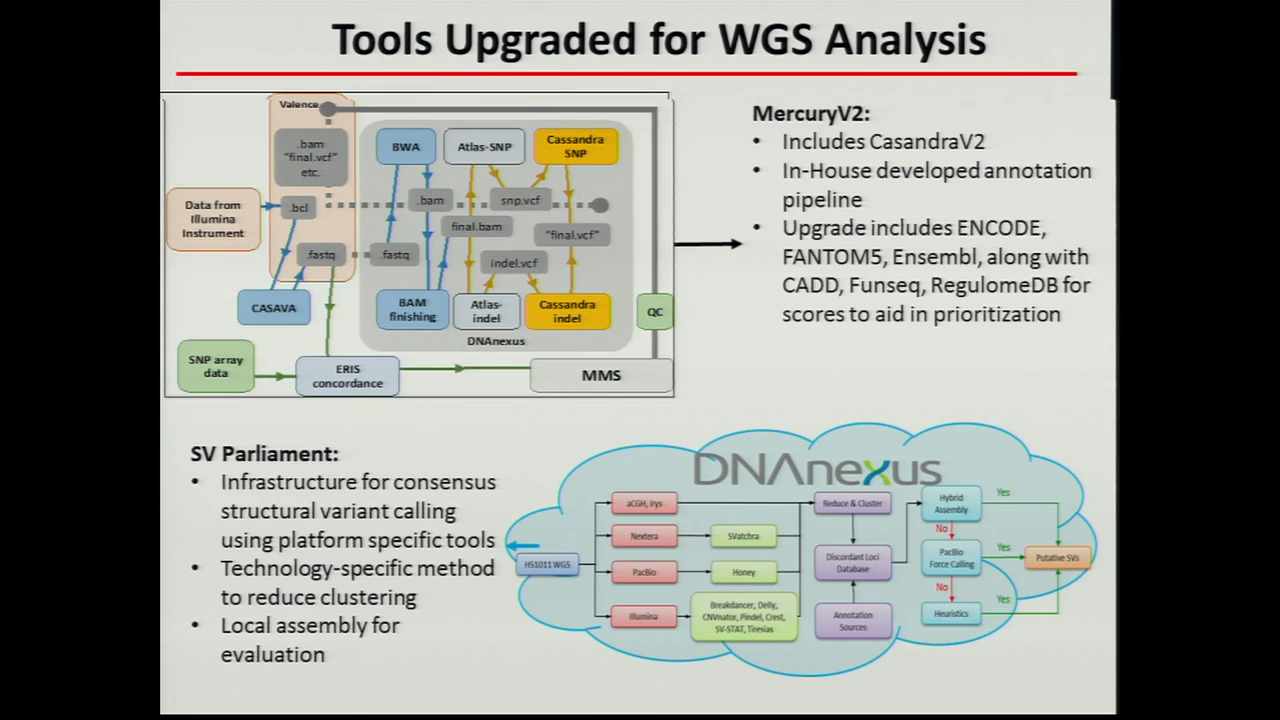 Tools Upgraded for WGS Analysis
Valence
.bam
"final.vcf"
etc.
Data from
Illumina
Instrument
.bcl
.fastq
CASAVA
SNP array
data
ERIS
concordance
BWA
Atlas-SNP
Cassandra
SNP
.bam
snp.vcf
final.bam
"final.vcf"
.fastq
indel.vcf
BAM
finishing
Atlas-
indel
Cassandra
indel
DNAnexus
QC
MMS
MercuryV2:
• Includes CasandraV2
• In-House developed annotation
pipeline
• Upgrade includes ENCODE,
FANTOM5, Ensembl, along with
CADD, Funseq, RegulomeDB for
scores to aid in prioritization
SV Parliament:
• Infrastructure for consensus
structural variant calling
using platform specific tools
• Technology-specific method
to reduce clustering
• Local assembly for
evaluation
DNAnexus
HS1011 WGS
aCGH, Irys
Nextera
PacBio
Illumina
SVatchra
Honey
Breakdancer, Delly,
CNVnator, Pindel, Crest,
SV-STAT, Tiresias
Reduce & Cluster
Discordant Loci
Database
Annotation
Sources
Hybrid
Assembly
Yes
No
PacBio
Force Calling
Yes
No
Heuristics
Yes
Putative SVs